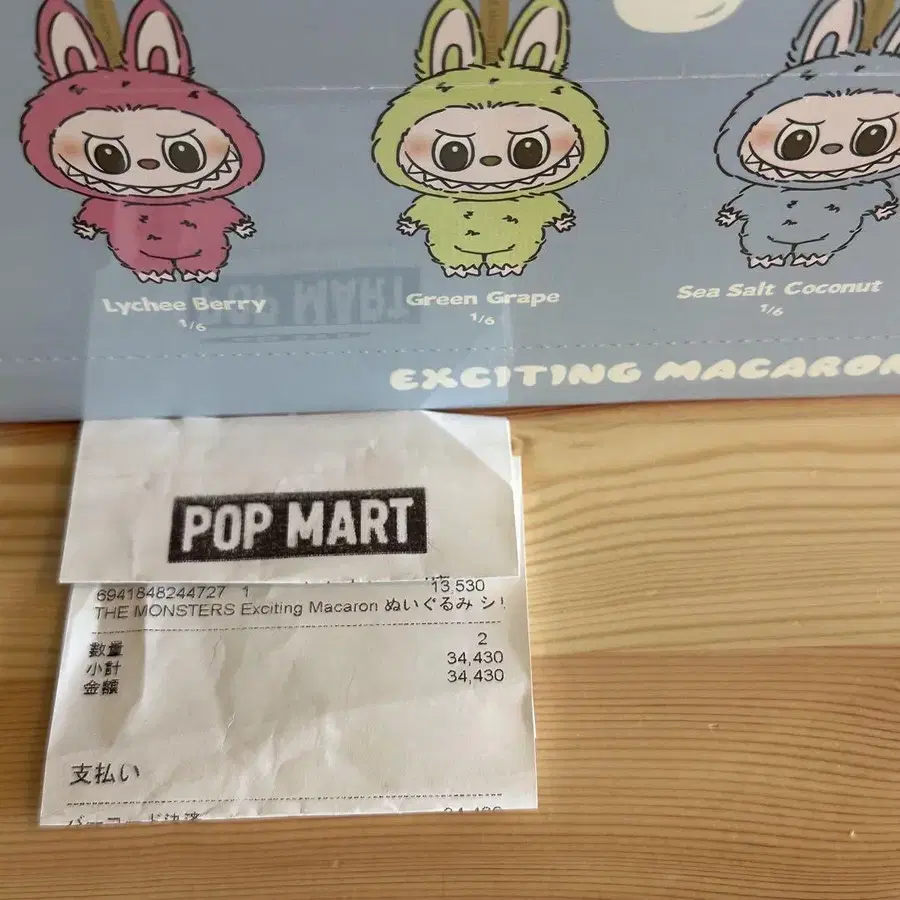 Lychee Berry
1/6
Green Grape
1/6
Sea Salt Coconut
1/6
EXCITING MACARON
POP MART
POP MART
6941848244727 1 13,530
THE MONSTERS Exciting Macaron ぬいぐるみ シ
数量 2
小計 34,430
金額 34,430
支払い